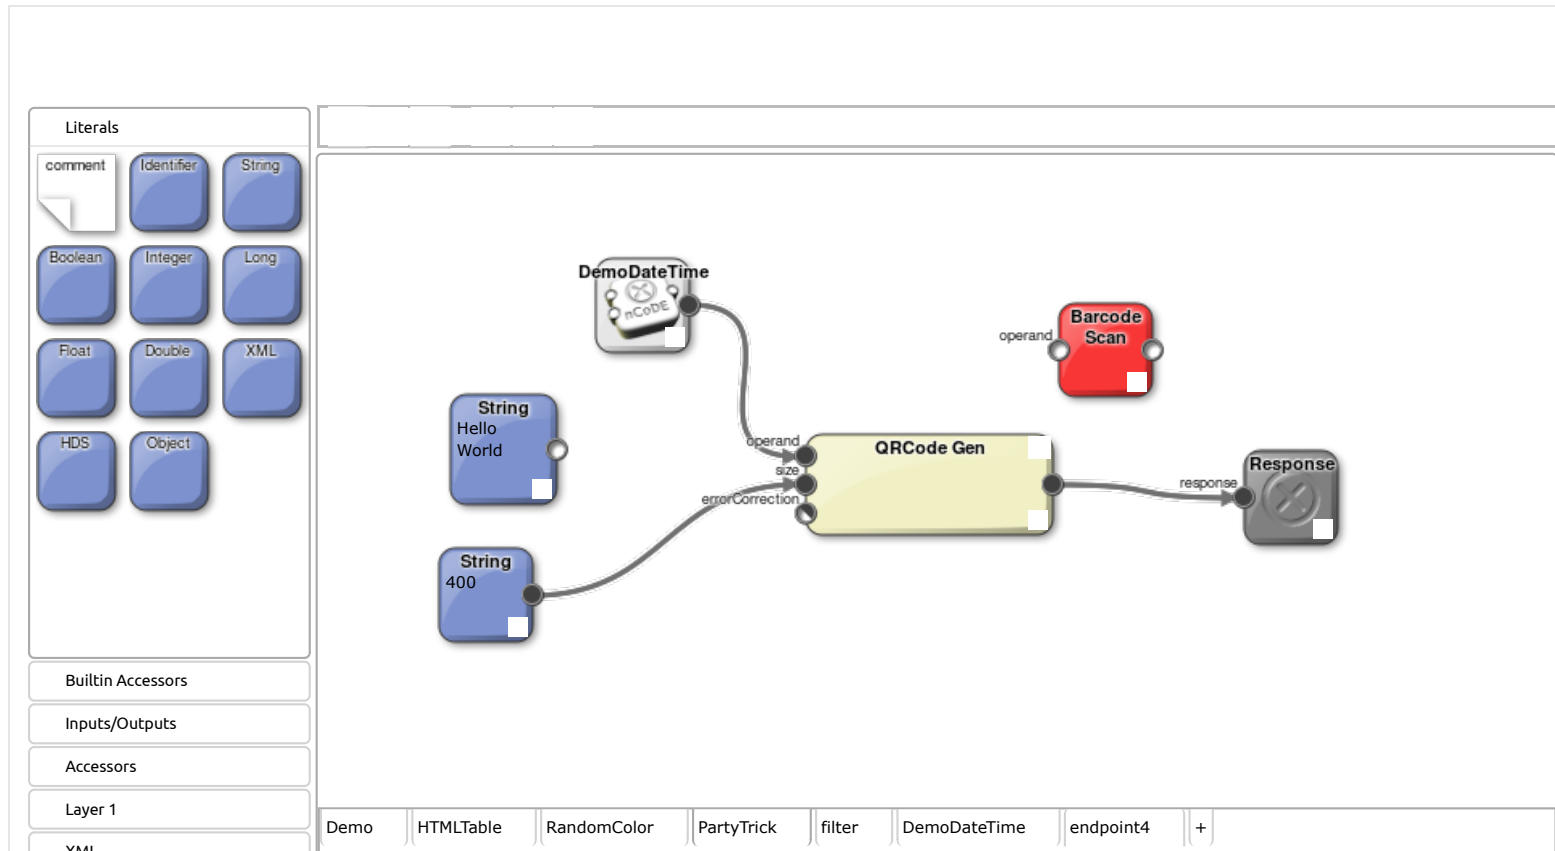 Literals
comment
Identifier
String
Boolean
Integer
Long
Float
Double
XML
HDS
Object
Builtin Accessors
Inputs/Outputs
Accessors
Layer 1
XML
DemoDateTime
nCoDE
String
Hello
World
String
400
operand
size
errorCorrection
QRCode Gen
operand
Barcode
Scan
response
Response
Demo
HTMLTable
RandomColor
PartyTrick
filter
DemoDateTime
endpoint4
+